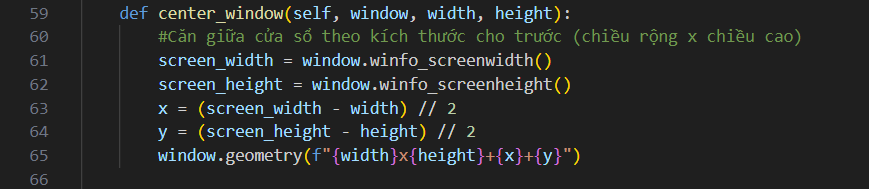 59 def center_window(self, window, width, height):
60 #Căn giữa cửa sổ theo kích thước cho trước (chiều rộng x chiều cao)
61 screen_width = window.winfo_screenwidth()
62 screen_height = window.winfo_screenheight()
63 x = (screen_width - width) // 2
64 y = (screen_height - height) // 2
65 window.geometry(f"{width}x{height}+{x}+{y}")
66